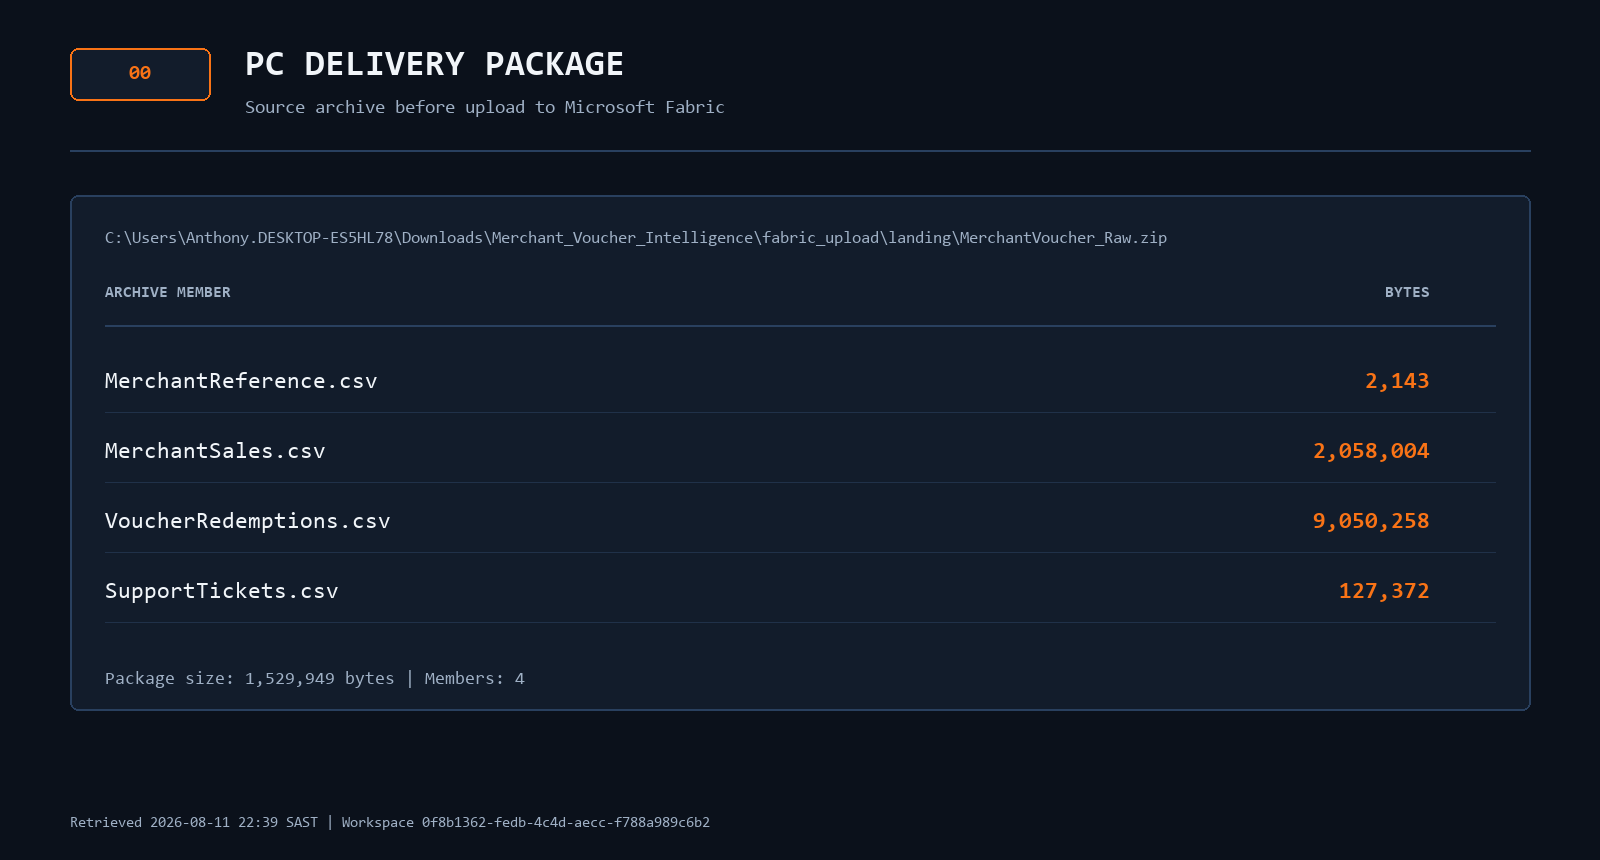 00
PC DELIVERY PACKAGE
Source archive before upload to Microsoft Fabric
C:\Users\Anthony.DESKTOP-ES5HL78\Downloads\Merchant_Voucher_Intelligence\fabric_upload\landing\MerchantVoucher_Raw.zip
ARCHIVE MEMBER BYTES
MerchantReference.csv 2,143
MerchantSales.csv 2,058,004
VoucherRedemptions.csv 9,050,258
SupportTickets.csv 127,372
Package size: 1,529,949 bytes | Members: 4
Retrieved 2026-08-11 22:39 SAST | Workspace 0f8b1362-fedb-4c4d-aecc-f788a989c6b2